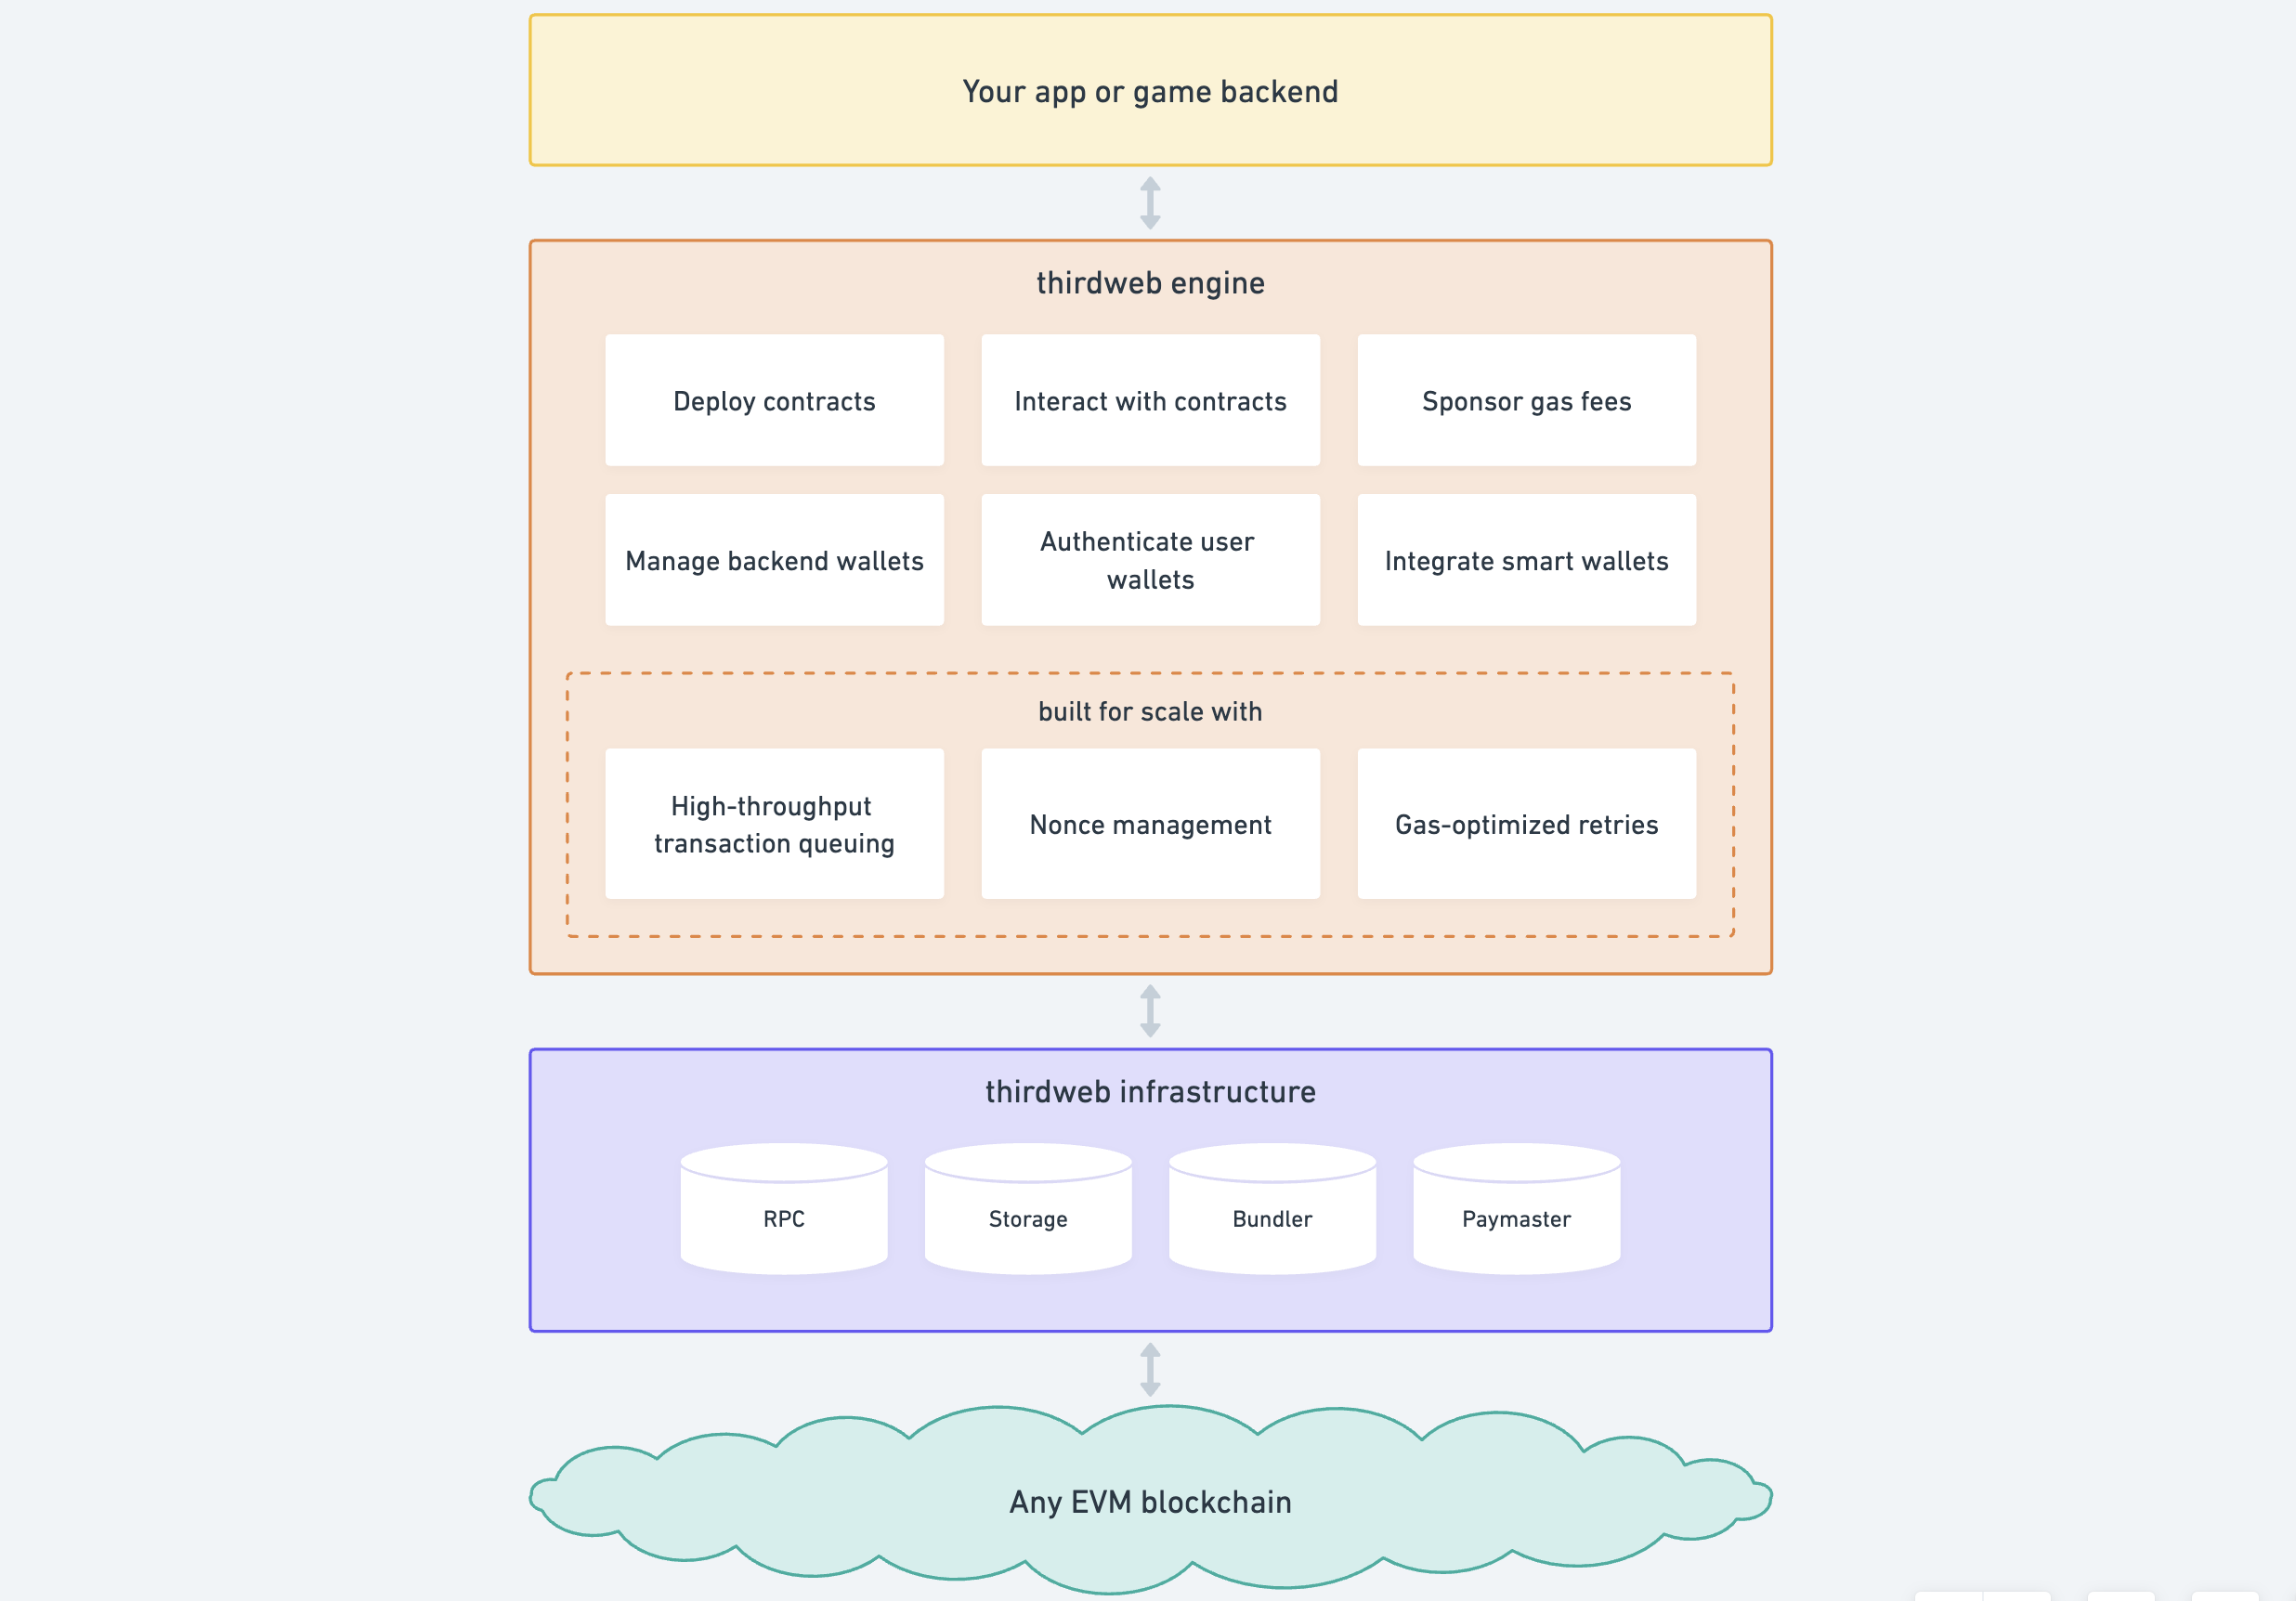 Your app or game backend
thirdweb engine
Deploy contracts
Interact with contracts
Sponsor gas fees
Manage backend wallets
Authenticate user
wallets
Integrate smart wallets
built for scale with
High-throughput
transaction queuing
Nonce management
Gas-optimized retries
thirdweb infrastructure
RPC
Storage
Bundler
Paymaster
Any EVM blockchain